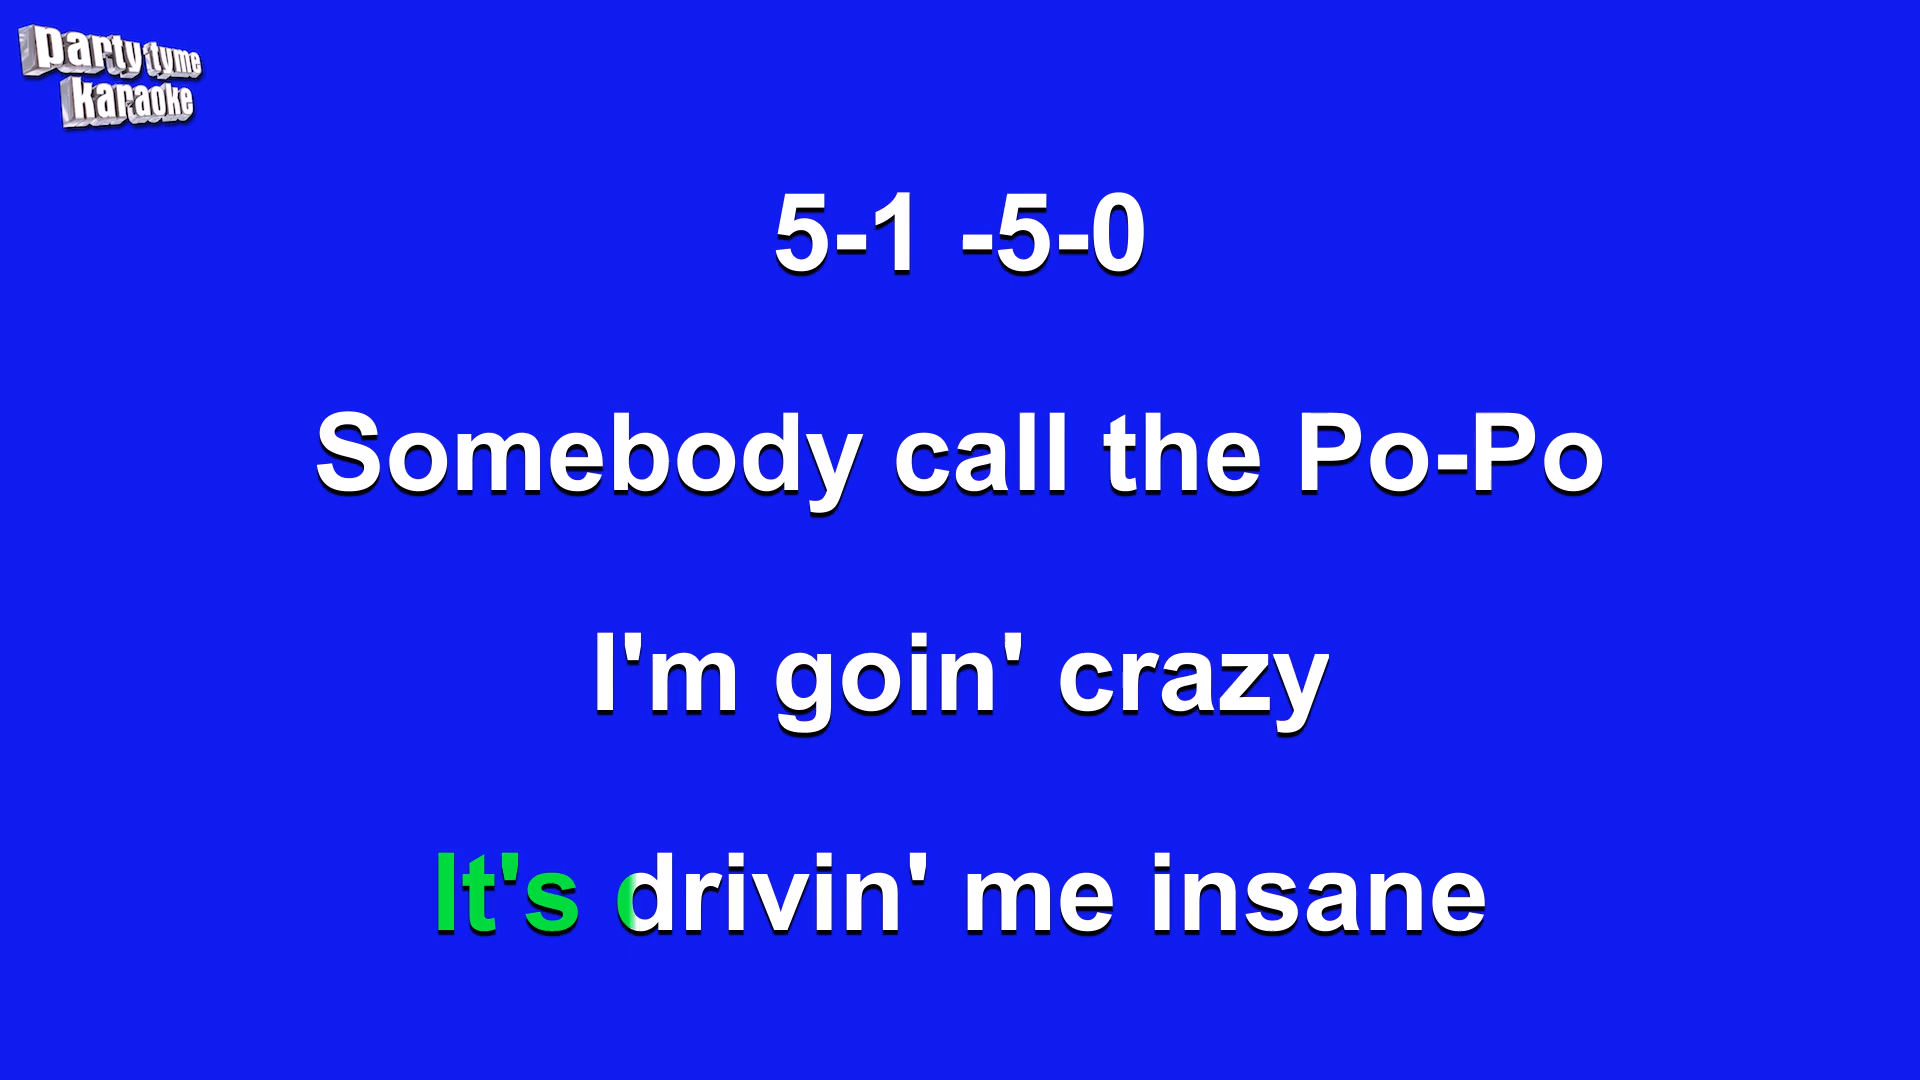 party tyme
karaoke
5-1 -5-0
Somebody call the Po-Po
I'm goin' crazy
It's drivin' me insane